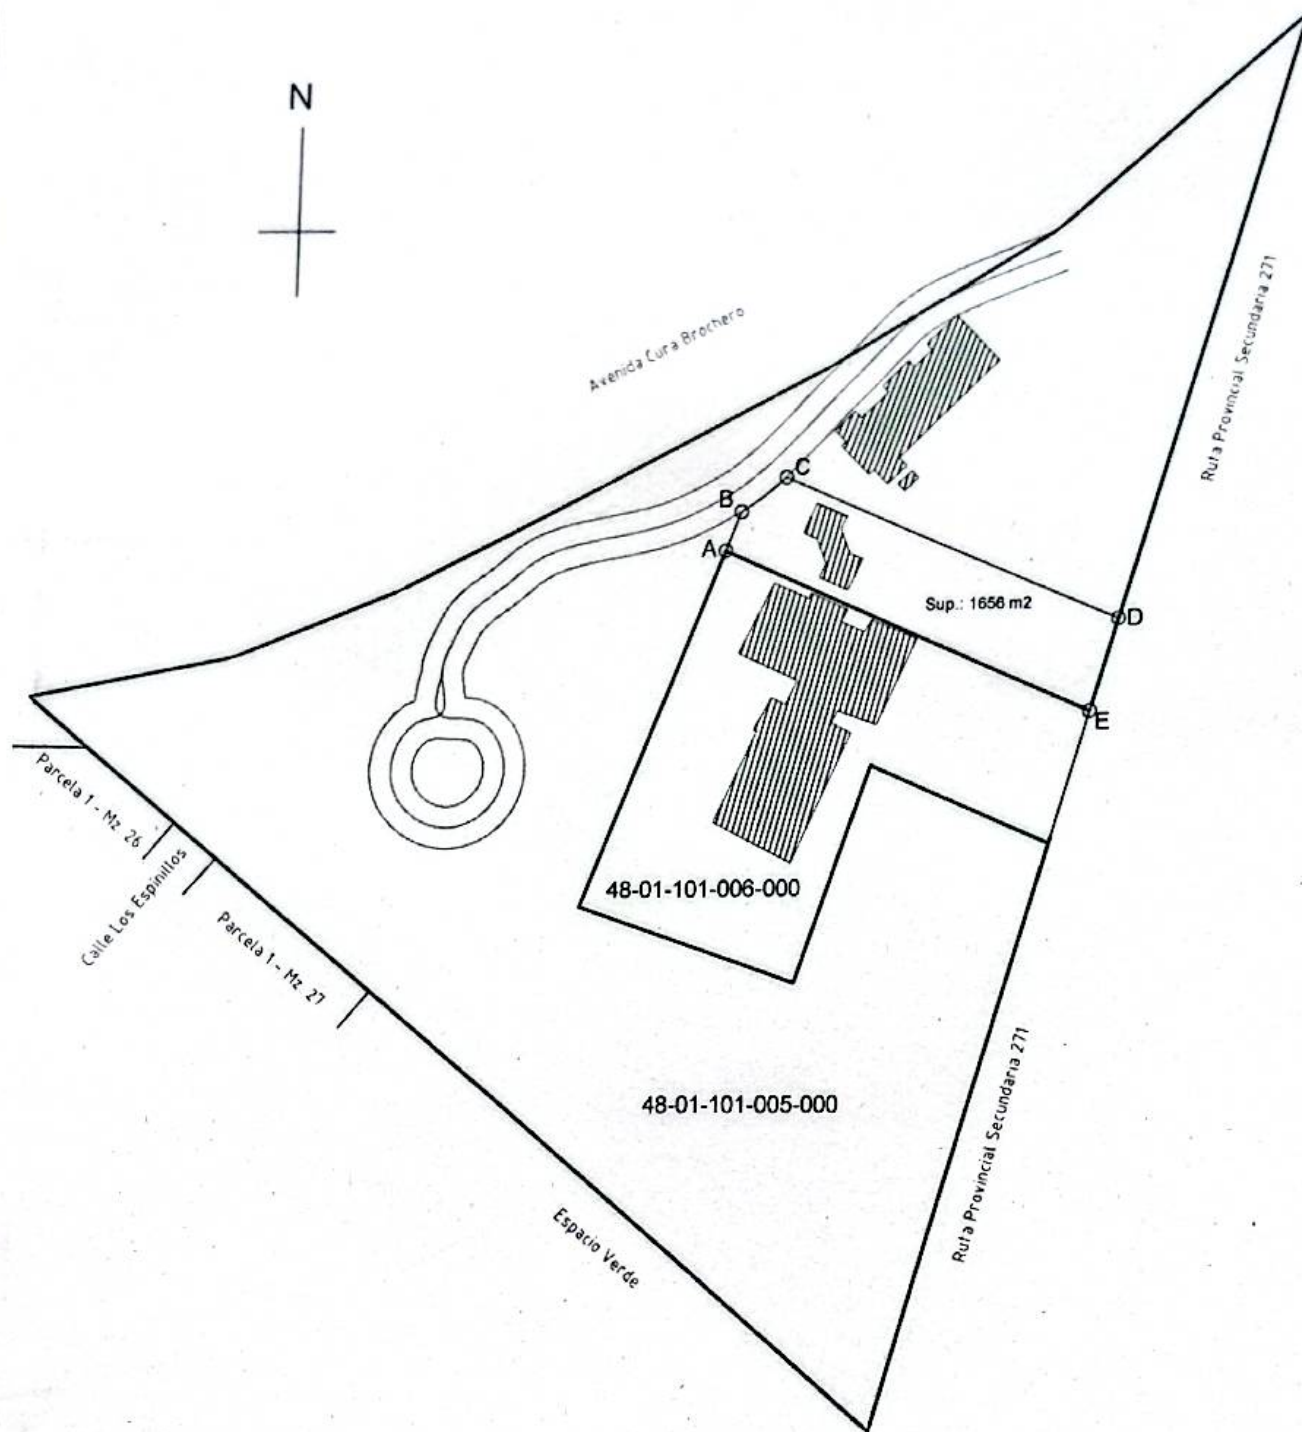 N
Avenida Cura Brochero
Ruta Provincial Secundaria 271
C
B
A
Sup.: 1656 m2
D
E
Parcela 1 - Mz 26
Calle Los Espinillos
Parcela 1 - Mz 27
48-01-101-006-000
48-01-101-005-000
Ruta Provincial Secundaria 271
Espacio Verde